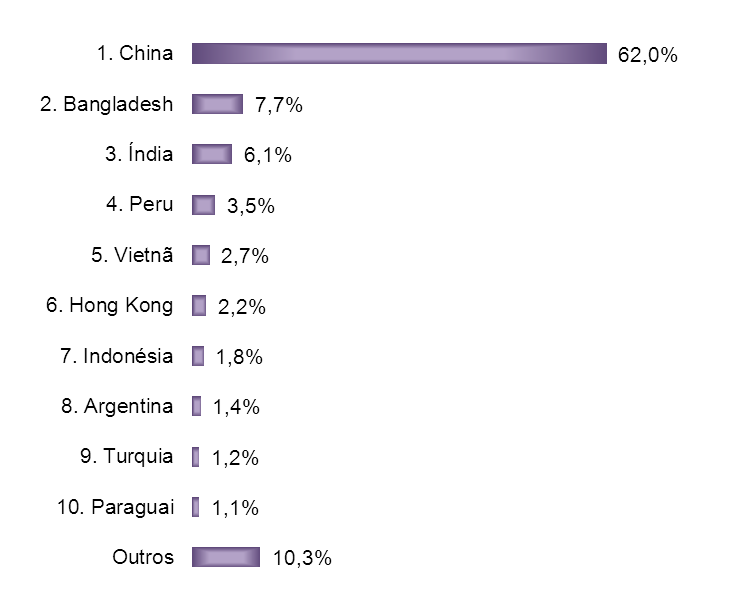 1. China 62,0%
2. Bangladesh 7,7%
3. Índia 6,1%
4. Peru 3,5%
5. Vietnã 2,7%
6. Hong Kong 2,2%
7. Indonésia 1,8%
8. Argentina 1,4%
9. Turquia 1,2%
10. Paraguai 1,1%
Outros 10,3%